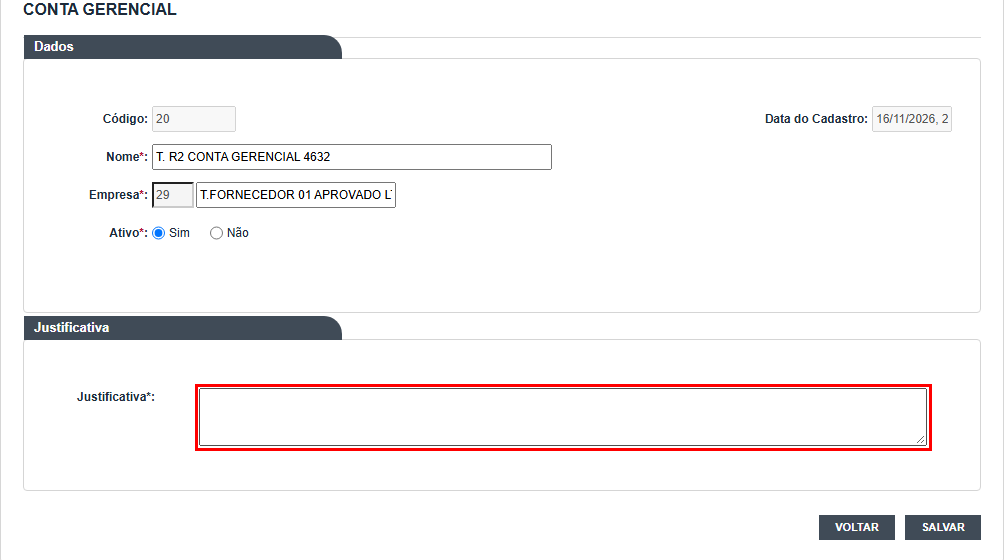 CONTA GERENCIAL
Dados
Código: 20 Data do Cadastro: 16/11/2026, 2
Nome*: T. R2 CONTA GERENCIAL 4632
Empresa*: 29 T.FORNECEDOR 01 APROVADO L
Ativo*: Sim Não
Justificativa
Justificativa*:
VOLTAR SALVAR